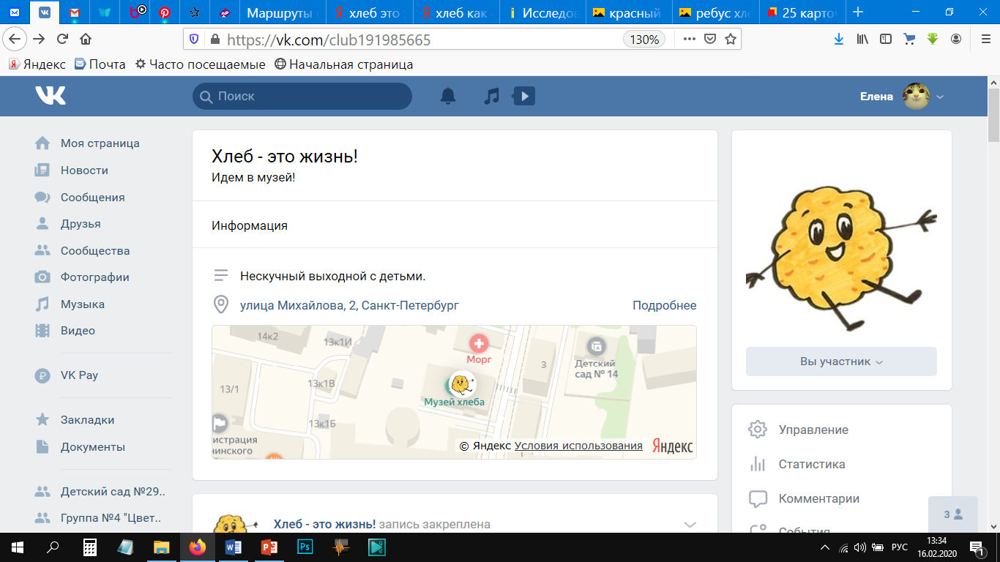 Маршруты
Я хлеб это
Я хлеб как
Исследов
красный
ребус хле
25 карточ
https://vk.com/club191985665
130%
Яндекс
Почта
Часто посещаемые
Начальная страница
Поиск
Елена
Моя страница
Новости
Сообщения
Друзья
Сообщества
Фотографии
Музыка
Видео
VK Pay
Закладки
Документы
Детский сад №29..
Группа №4 "Цвет..
Хлеб - это жизнь!
Идем в музей!
Информация
Нескучный выходной с детьми.
улица Михайлова, 2, Санкт-Петербург
Подробнее
14к2
13к1И
Морг
3
Детский
сад № 14
13/1
13к1В
Музей хлеба
13к1Б
истрация
нинского
© Яндекс Условия использования
Яндекс
Хлеб - это жизнь! запись закреплена
Вы участник
Управление
Статистика
Комментарии
События
3
Ps
РУС
13:34
16.02.2020
1